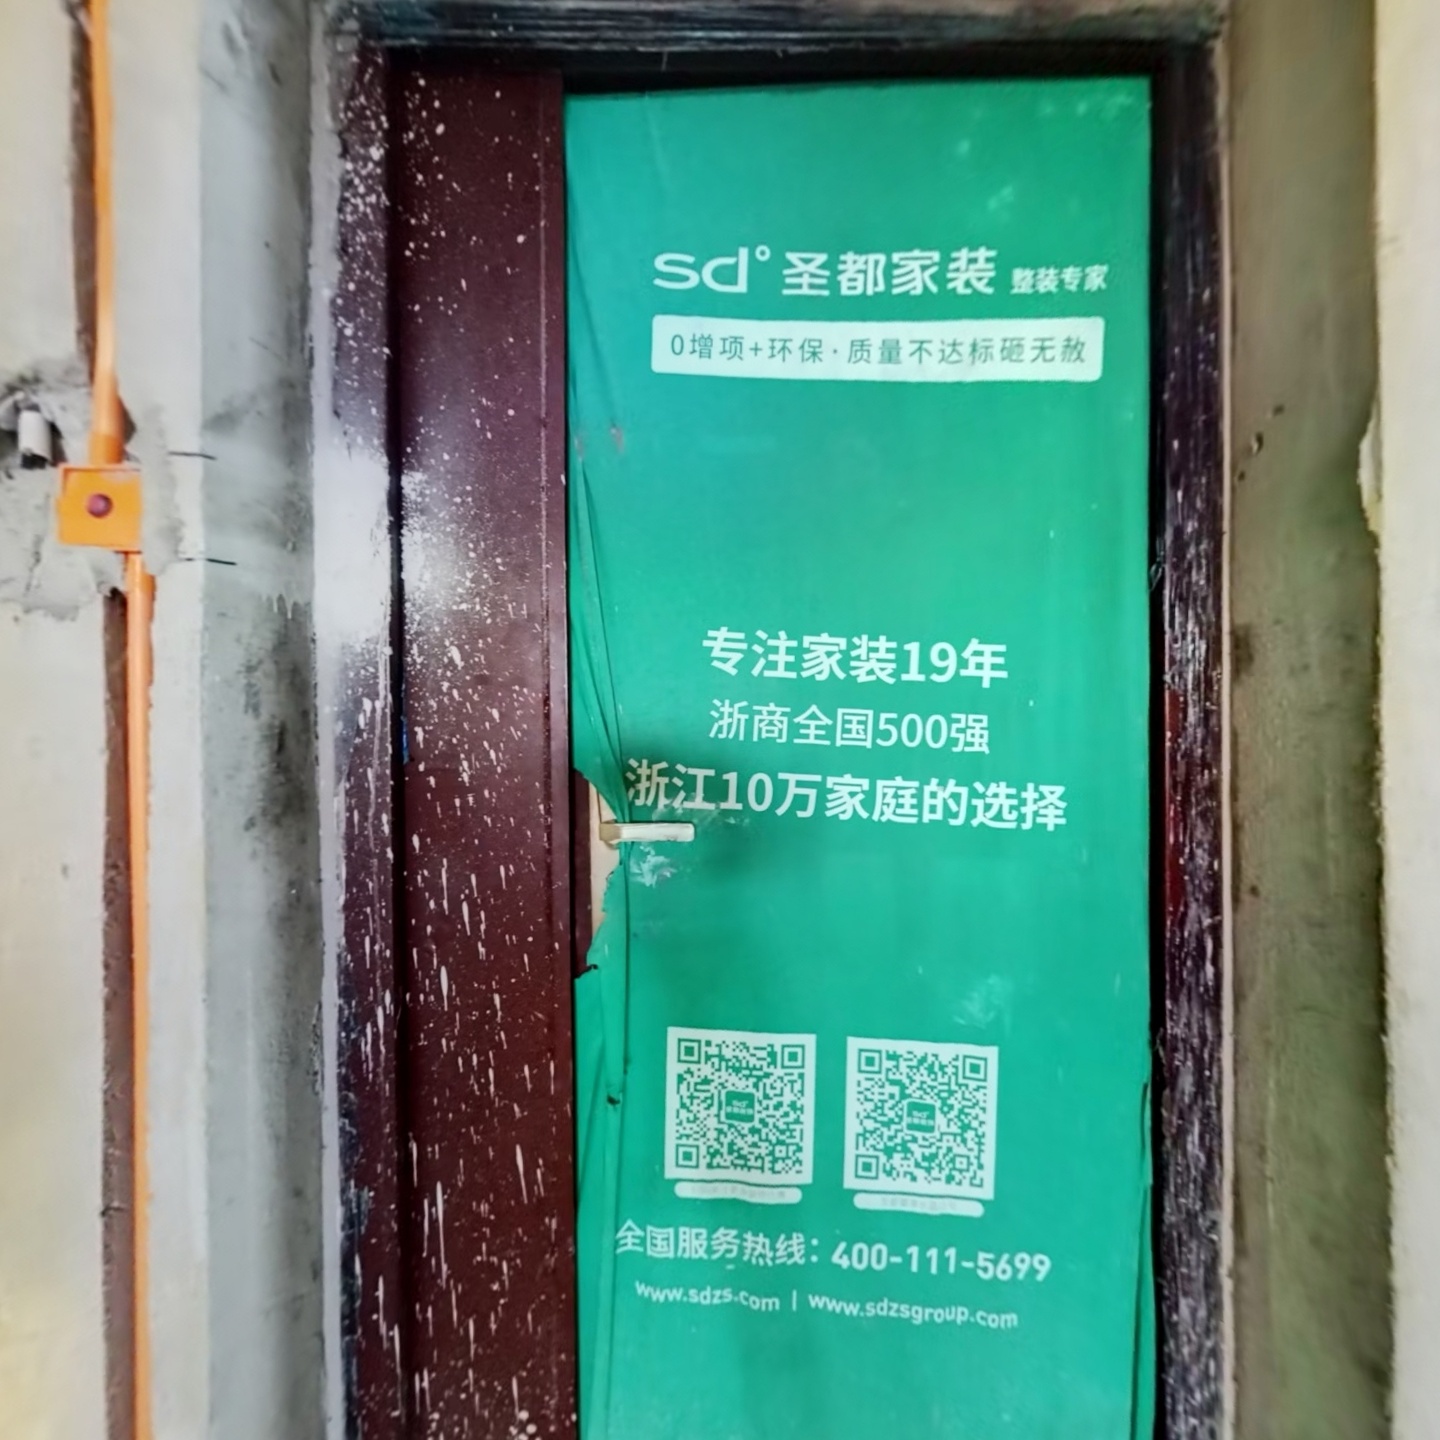 sd° 圣都家装 整装专家
0增项+环保·质量不达标砸无赦
专注家装19年
浙商全国500强
浙江10万家庭的选择
全国服务热线：400-111-5699
www.sdzs.com | www.sdzsgroup.com